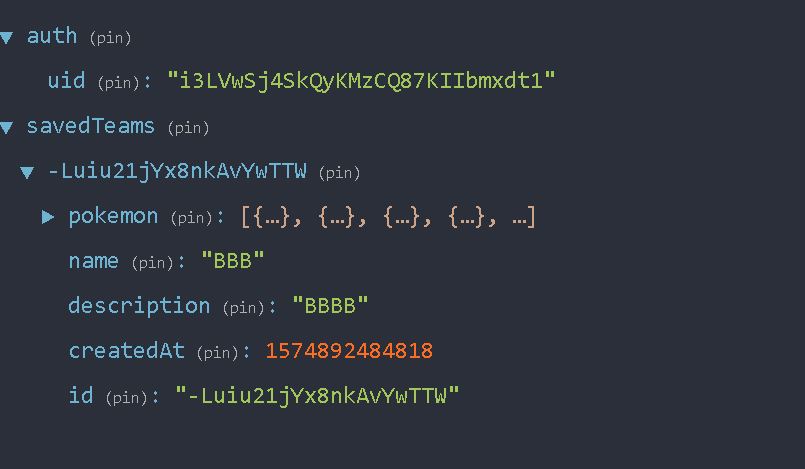 auth (pin)
uid (pin): "i3LVwSj4SkQyKMzCQ87KIIbmxdt1"
savedTeams (pin)
-Luiu21jYx8nkAvYwTTW (pin)
pokemon (pin): [{…}, {…}, {…}, {…}, …]
name (pin): "BBB"
description (pin): "BBBB"
createdAt (pin): 1574892484818
id (pin): "-Luiu21jYx8nkAvYwTTW"